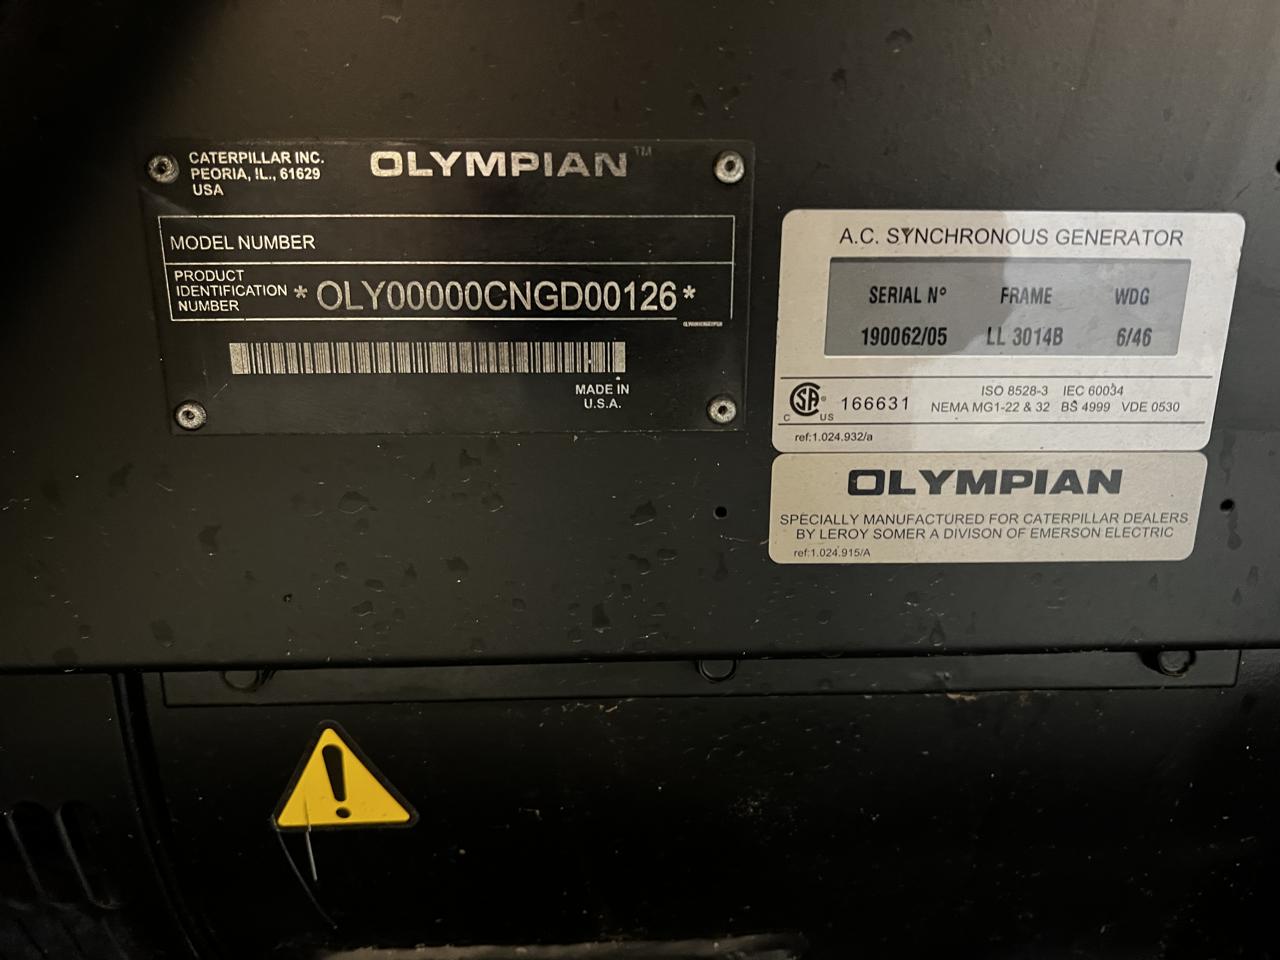 CATERPILLAR INC.
PEORIA, IL., 61629
USA
OLYMPIAN™
MODEL NUMBER
PRODUCT
IDENTIFICATION
NUMBER
* OLY00000CNGD00126 *
MADE IN
U.S.A.
A.C. SYNCHRONOUS GENERATOR
SERIAL Nº FRAME WDG
190062/05 LL 3014B 6/46
CSA® C US 166631
ISO 8528-3 IEC 60034
NEMA MG1-22 & 32 BS 4999 VDE 0530
ref:1.024.932/a
OLYMPIAN
SPECIALLY MANUFACTURED FOR CATERPILLAR DEALERS
BY LEROY SOMER A DIVISON OF EMERSON ELECTRIC
ref:1.024.915/A
!